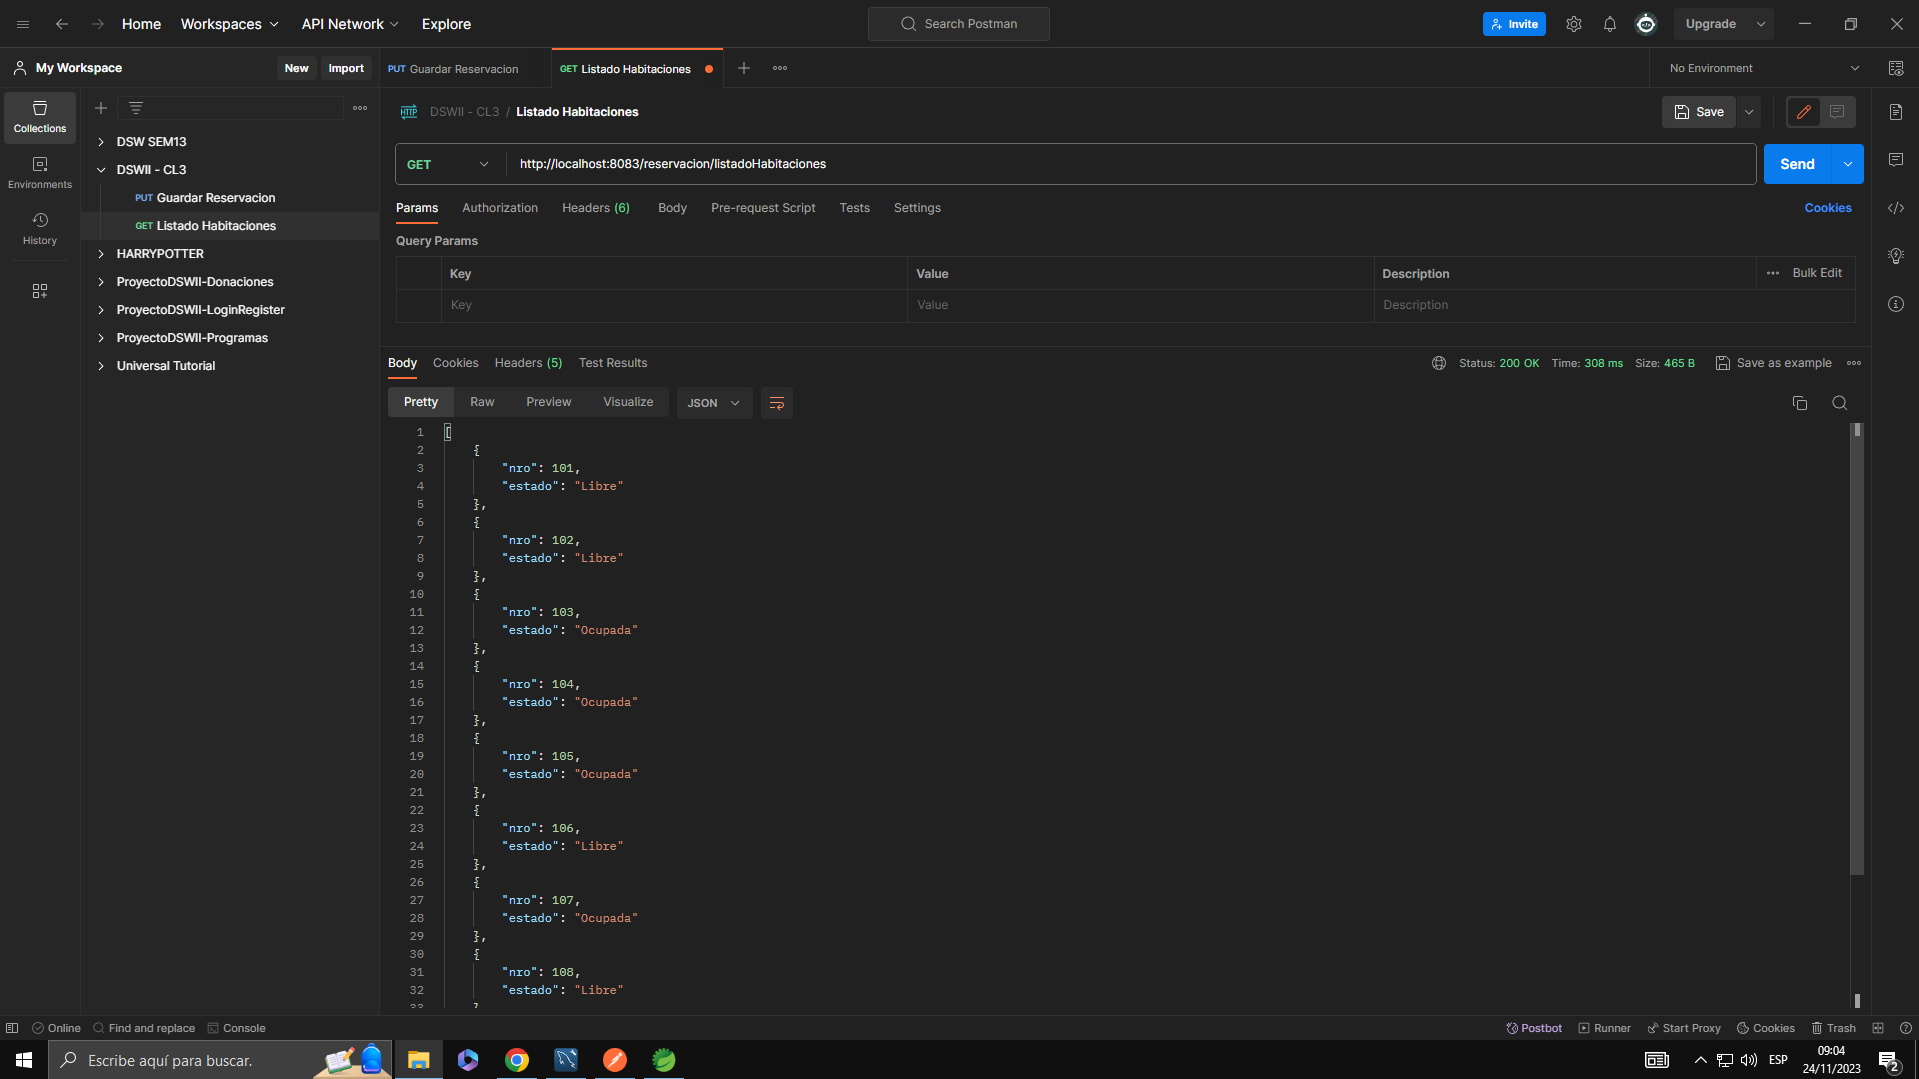 Home Workspaces API Network Explore Search Postman Invite Upgrade
My Workspace New Import PUT Guardar Reservacion GET Listado Habitaciones No Environment
Collections
Environments
History
DSW SEM13
DSWII - CL3
PUT Guardar Reservacion
GET Listado Habitaciones
HARRYPOTTER
ProyectoDSWII-Donaciones
ProyectoDSWII-LoginRegister
ProyectoDSWII-Programas
Universal Tutorial
HTTP DSWII - CL3 / Listado Habitaciones Save
GET http://localhost:8083/reservacion/listadoHabitaciones Send
Params Authorization Headers (6) Body Pre-request Script Tests Settings Cookies
Query Params
Key Value Description Bulk Edit
Key Value Description
Body Cookies Headers (5) Test Results Status: 200 OK Time: 308 ms Size: 465 B Save as example
Pretty Raw Preview Visualize JSON
1 [
2 {
3 "nro": 101,
4 "estado": "Libre"
5 },
6 {
7 "nro": 102,
8 "estado": "Libre"
9 },
10 {
11 "nro": 103,
12 "estado": "Ocupada"
13 },
14 {
15 "nro": 104,
16 "estado": "Ocupada"
17 },
18 {
19 "nro": 105,
20 "estado": "Ocupada"
21 },
22 {
23 "nro": 106,
24 "estado": "Libre"
25 },
26 {
27 "nro": 107,
28 "estado": "Ocupada"
29 },
30 {
31 "nro": 108,
32 "estado": "Libre"
33 }
Online Find and replace Console Postbot Runner Start Proxy Cookies Trash
Escribe aquí para buscar. ESP 09:04
24/11/2023 2